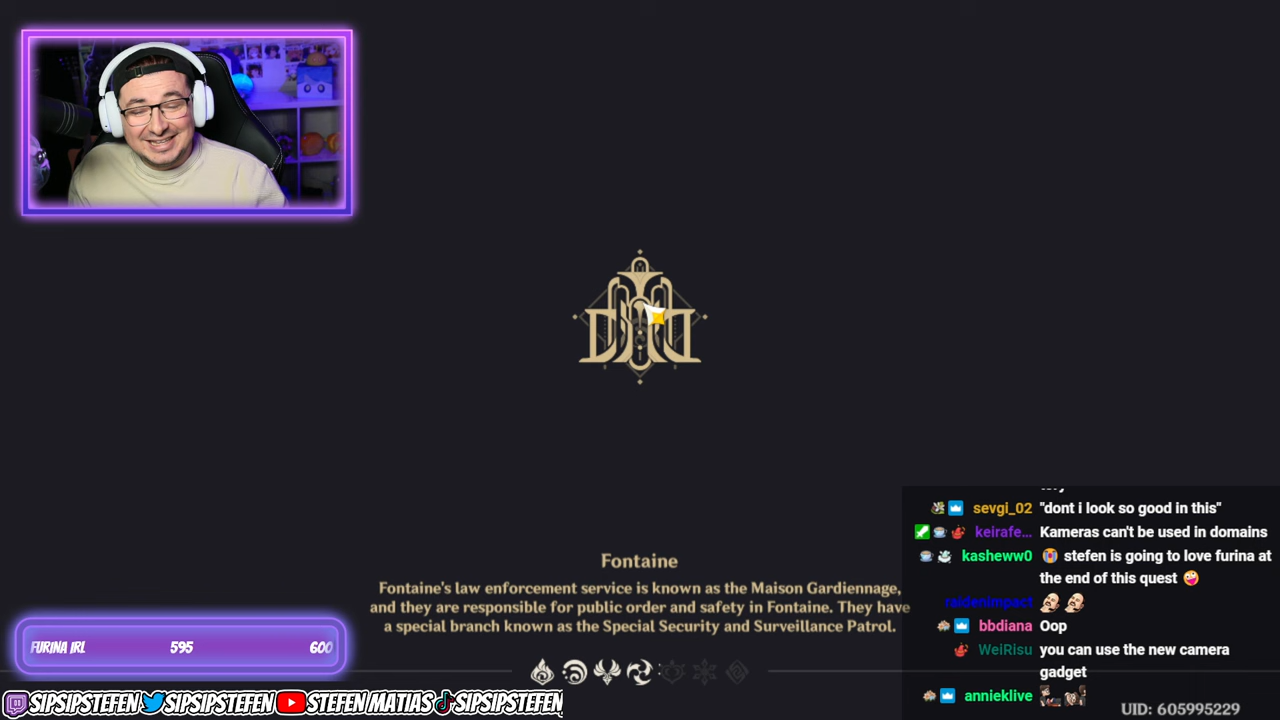 sevgi_02 "dont i look so good in this"
keirafe... Kameras can't be used in domains
kasheww0 😭 stefen is going to love furina at
the end of this quest 🤪
raidenimpact
bbdiana Oop
WeiRisu you can use the new camera
gadget
annieklive
Fontaine
Fontaine's law enforcement service is known as the Maison Gardiennage,
and they are responsible for public order and safety in Fontaine. They have
a special branch known as the Special Security and Surveillance Patrol.
FURINA IRL 595 600
SIPSIPSTEFEN SIPSIPSTEFEN STEFEN MATIAS SIPSIPSTEFEN
UID: 605995229